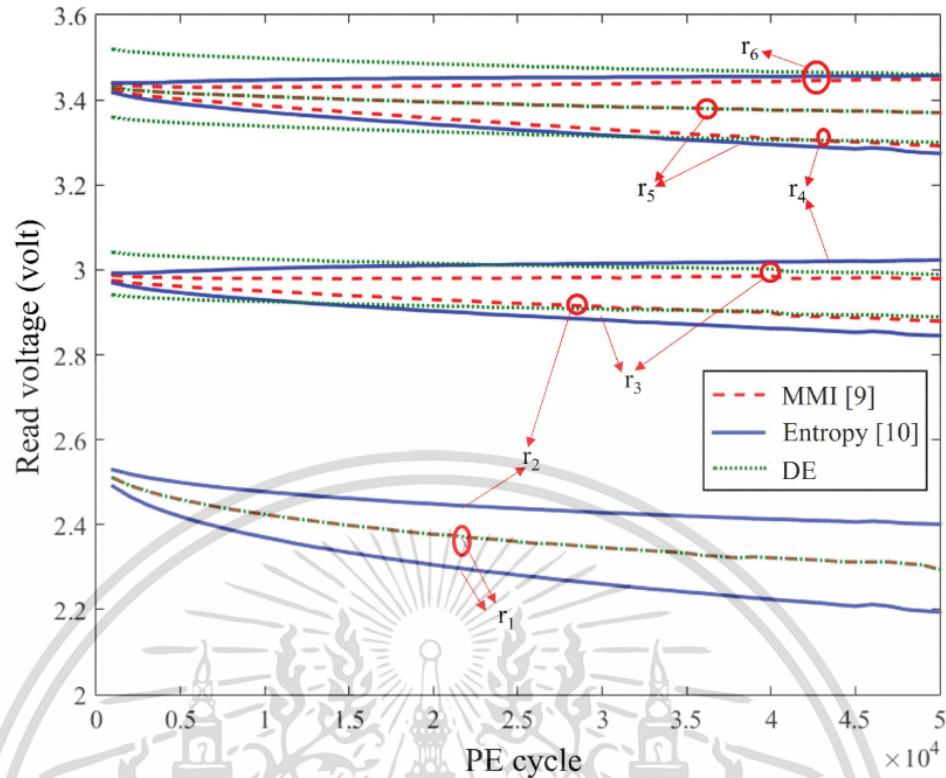 3.6
3.4
3.2
3
2.8
2.6
2.4
2.2
2
Read voltage (volt)
r6
r5
r4
r3
r2
r1
MMI [9]
Entropy [10]
DE
0 0.5 1 1.5 2 2.5 3 3.5 4 4.5 5
PE cycle
×10⁴